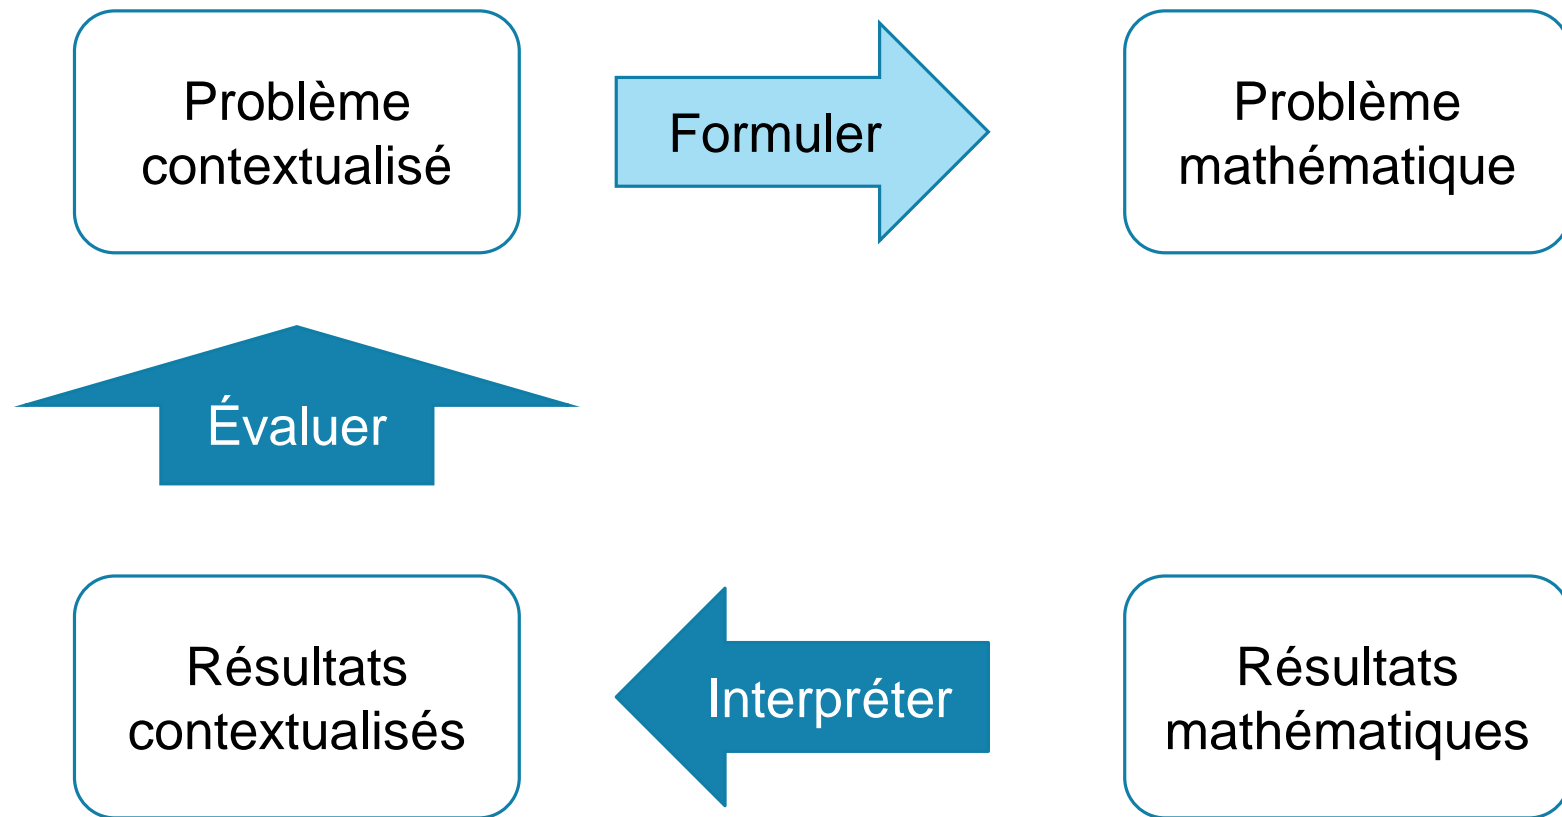 Problème
contextualisé
Formuler
Problème
mathématique
Évaluer
Résultats
contextualisés
Interpréter
Résultats
mathématiques